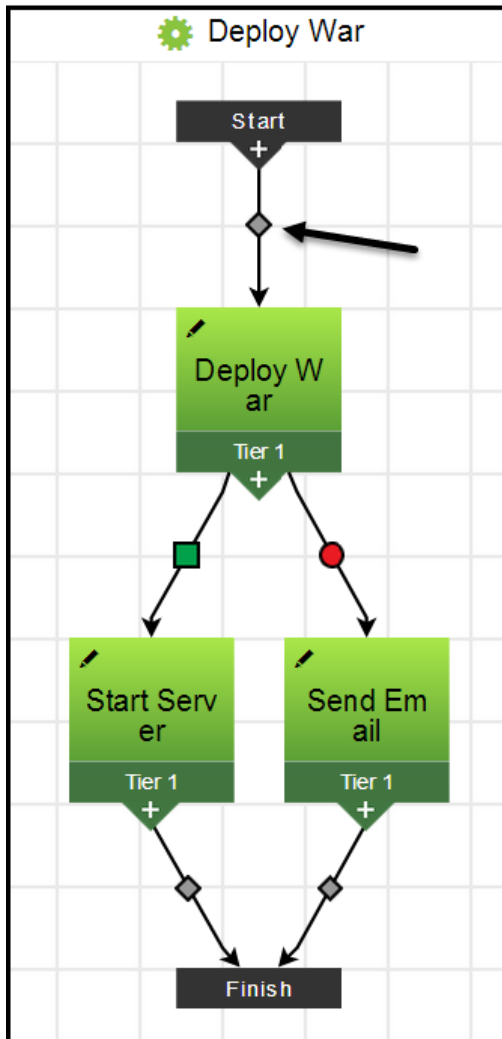 Deploy War
Start
Deploy W
ar
Tier 1
Start Serv
er
Tier 1
Send Em
ail
Tier 1
Finish